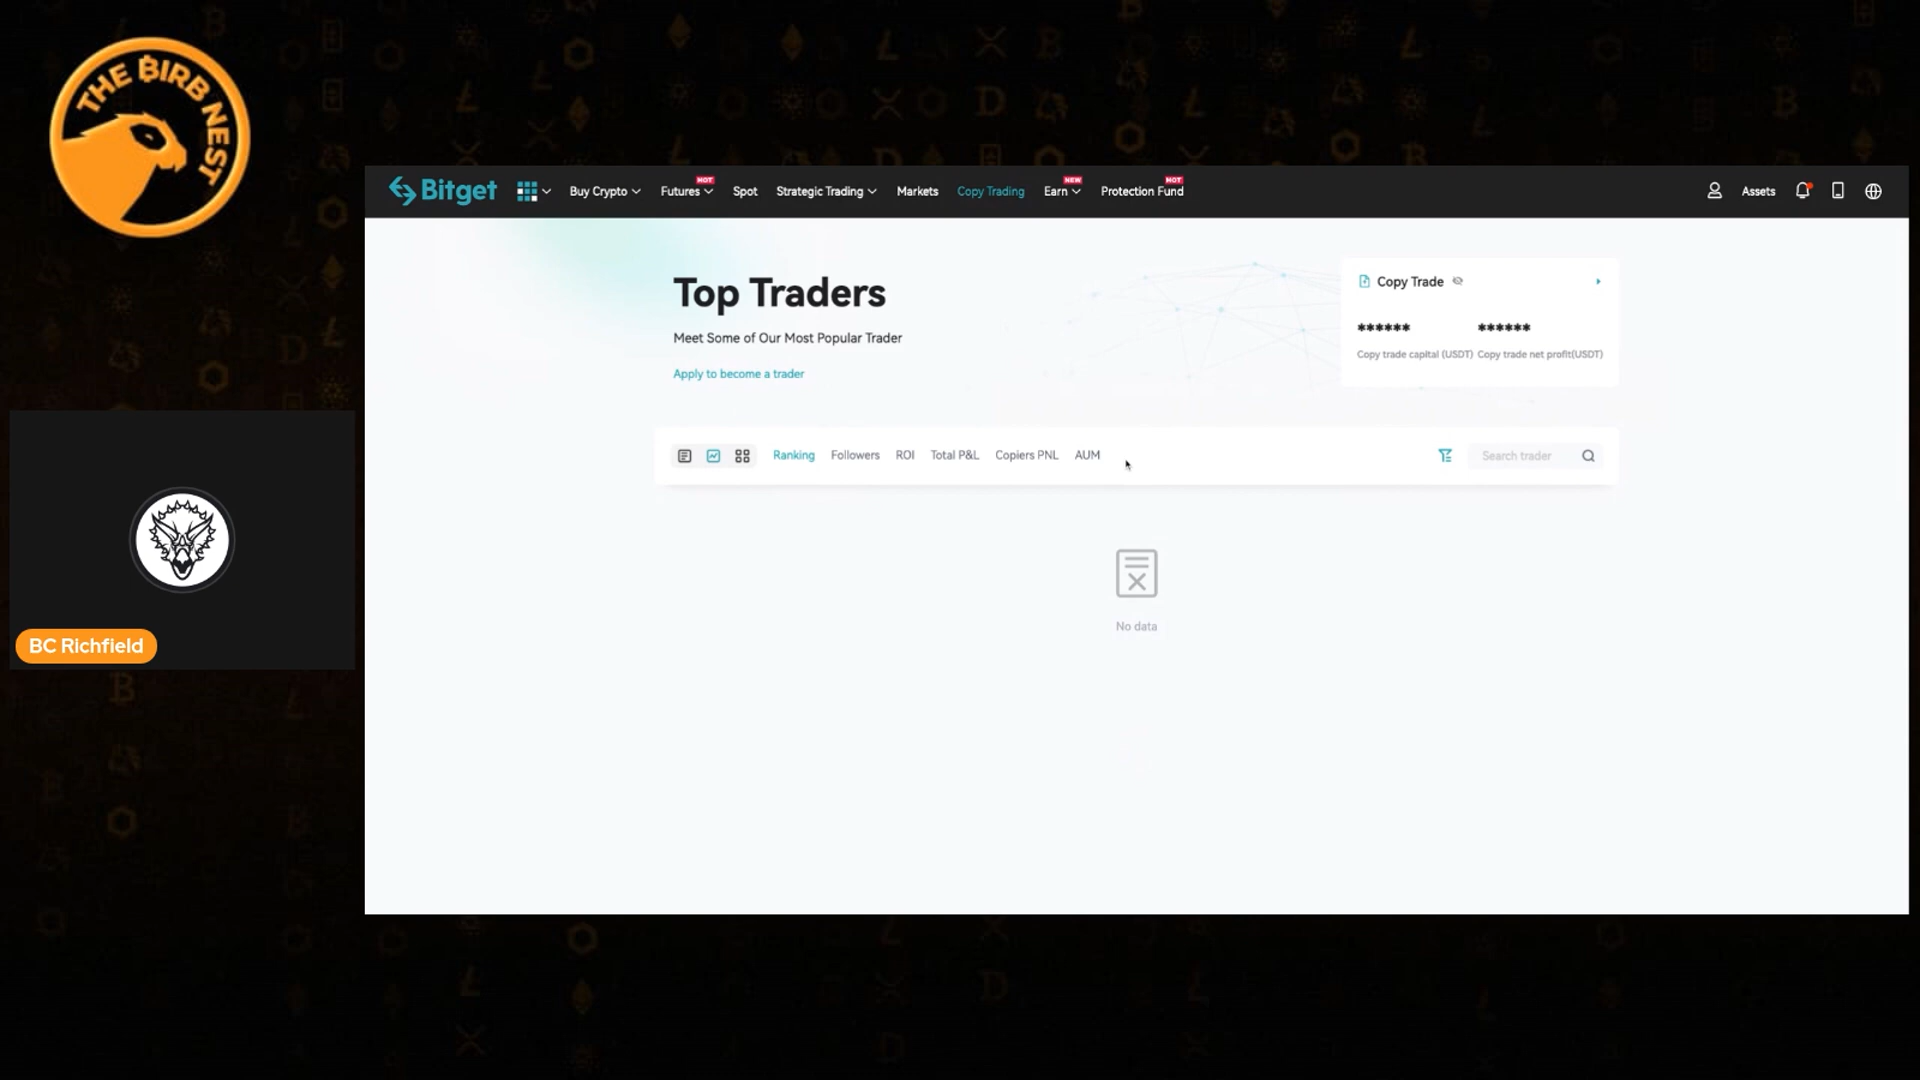 THE BIRB NEST
Bitget
Buy Crypto
Futures
HOT
Spot
Strategic Trading
Markets
Copy Trading
Earn
NEW
Protection Fund
HOT
Assets
Top Traders
Meet Some of Our Most Popular Trader
Apply to become a trader
Copy Trade
****** ******
Copy trade capital (USDT) Copy trade net profit(USDT)
Ranking Followers ROI Total P&L Copiers PNL AUM
Search trader
No data
BC Richfield